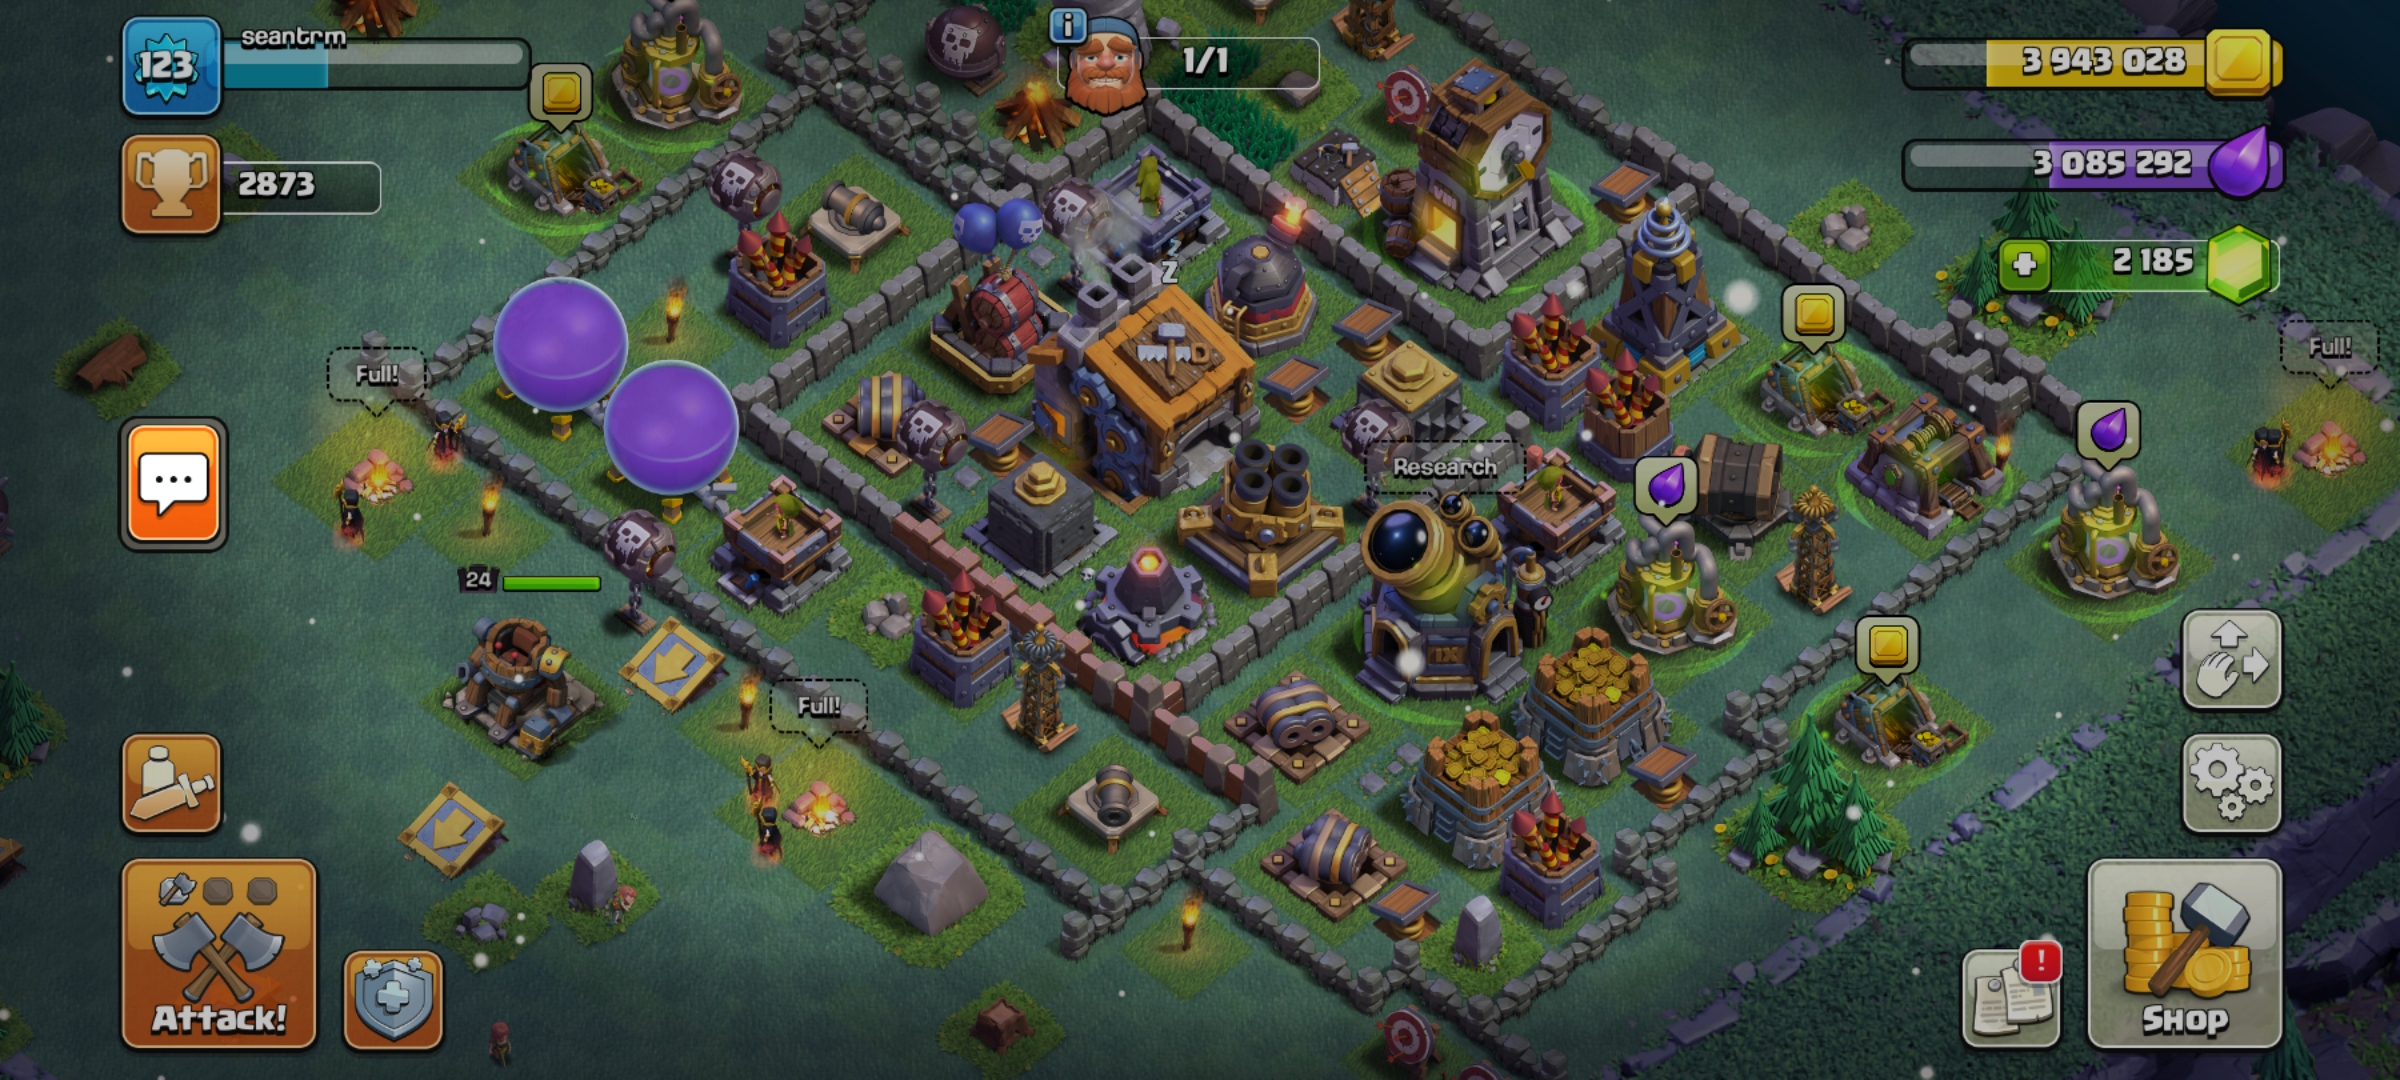 seantrm
123
1/1
3 943 028
2873
3 085 292
2 185
z
Z
Z
Full!
Full!
Research
24
IX
Full!
Attack!
!
Shop